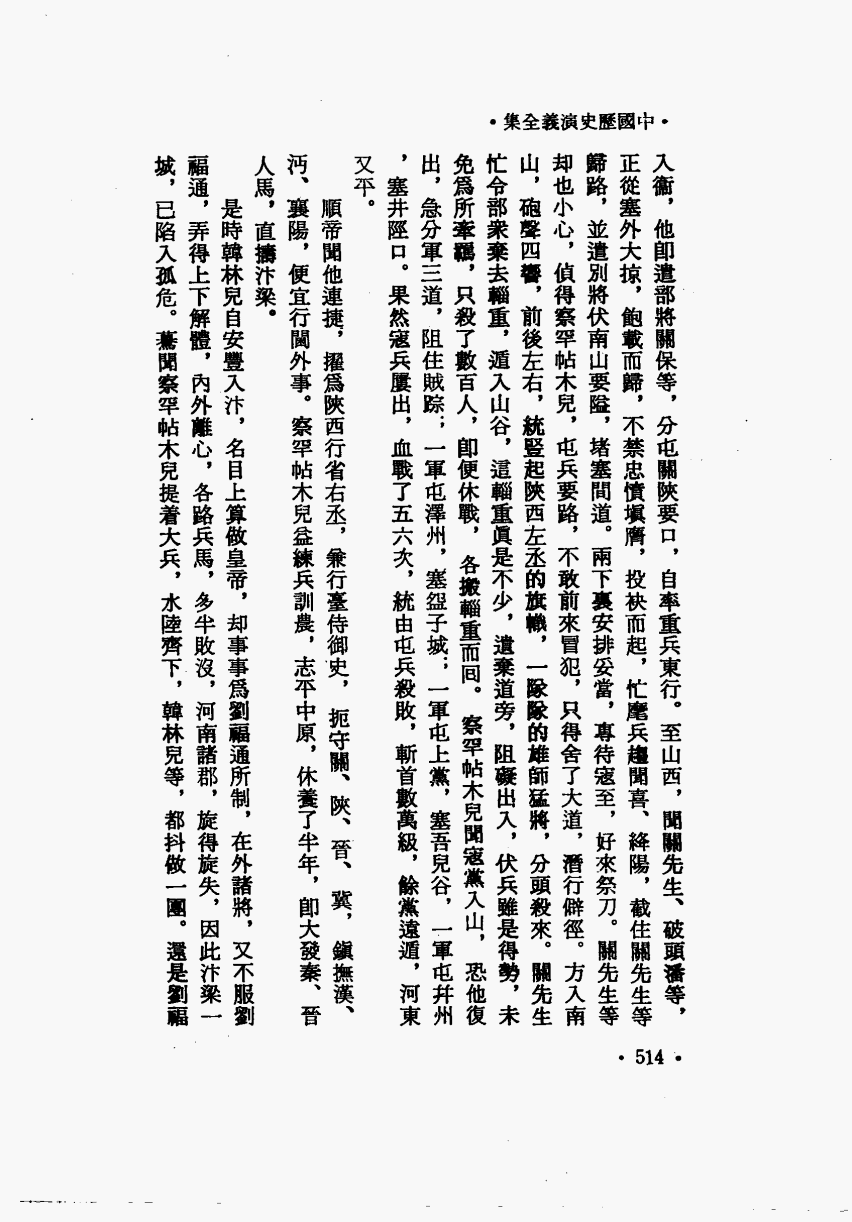 •中國歷史演義全集•
入衞，他卽遣部將關保等，分屯關陝要口，自率重兵東行。至山西，聞關先生、破頭潘等，
正從塞外大掠，飽載而歸，不禁忠憤塡膺，投袂而起，忙麾兵趨聞喜、絳陽，截住關先生等
歸路，並遣別將伏南山要隘，堵塞間道。兩下裏安排妥當，專待寇至，好來祭刀。關先生等
却也小心，偵得察罕帖木兒，屯兵要路，不敢前來冒犯，只得舍了大道，潛行僻徑。方入南
山，砲聲四響，前後左右，統豎起陝西左丞的旗幟，一隊隊的雄師猛將，分頭殺來。關先生
忙令部衆棄去輜重，遁入山谷，這輜重眞是不少，遺棄道旁，阻礙出入，伏兵雖是得勢，未
免爲所牽羈，只殺了數百人，卽便休戰，各搬輜重而回。察罕帖木兒聞寇黨入山，恐他復
出，急分軍三道，阻住賊踪；一軍屯澤州，塞盌子城；一軍屯上黨，塞吾兒谷，一軍屯幷州
，塞井陘口。果然寇兵屢出，血戰了五六次，統由屯兵殺敗，斬首數萬級，餘黨遠遁，河東
又平。
順帝聞他連捷，擢爲陝西行省右丞，兼行臺侍御史，扼守關、陝、晉、冀，鎭撫漢、
沔、襄陽，便宜行閫外事。察罕帖木兒益練兵訓農，志平中原，休養了半年，卽大發秦、晉
人馬，直擣汴梁。
是時韓林兒自安豐入汴，名目上算做皇帝，却事事爲劉福通所制，在外諸將，又不服劉
福通，弄得上下解體，內外離心，各路兵馬，多半敗沒，河南諸郡，旋得旋失，因此汴梁一
城，已陷入孤危。驀聞察罕帖木兒提着大兵，水陸齊下，韓林兒等，都抖做一團。還是劉福
•514•